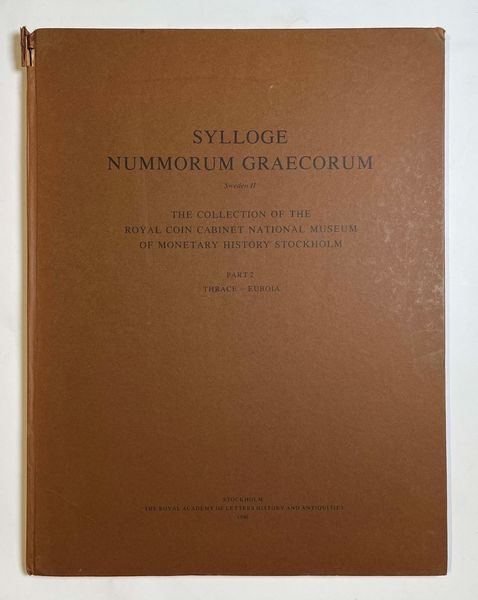 SYLLOGE
NUMMORUM GRAECORUM
Sweden II
THE COLLECTION OF THE
ROYAL COIN CABINET NATIONAL MUSEUM
OF MONETARY HISTORY STOCKHOLM
PART 2
THRACE – EUBOIA
STOCKHOLM
THE ROYAL ACADEMY OF LETTERS HISTORY AND ANTIQUITIES